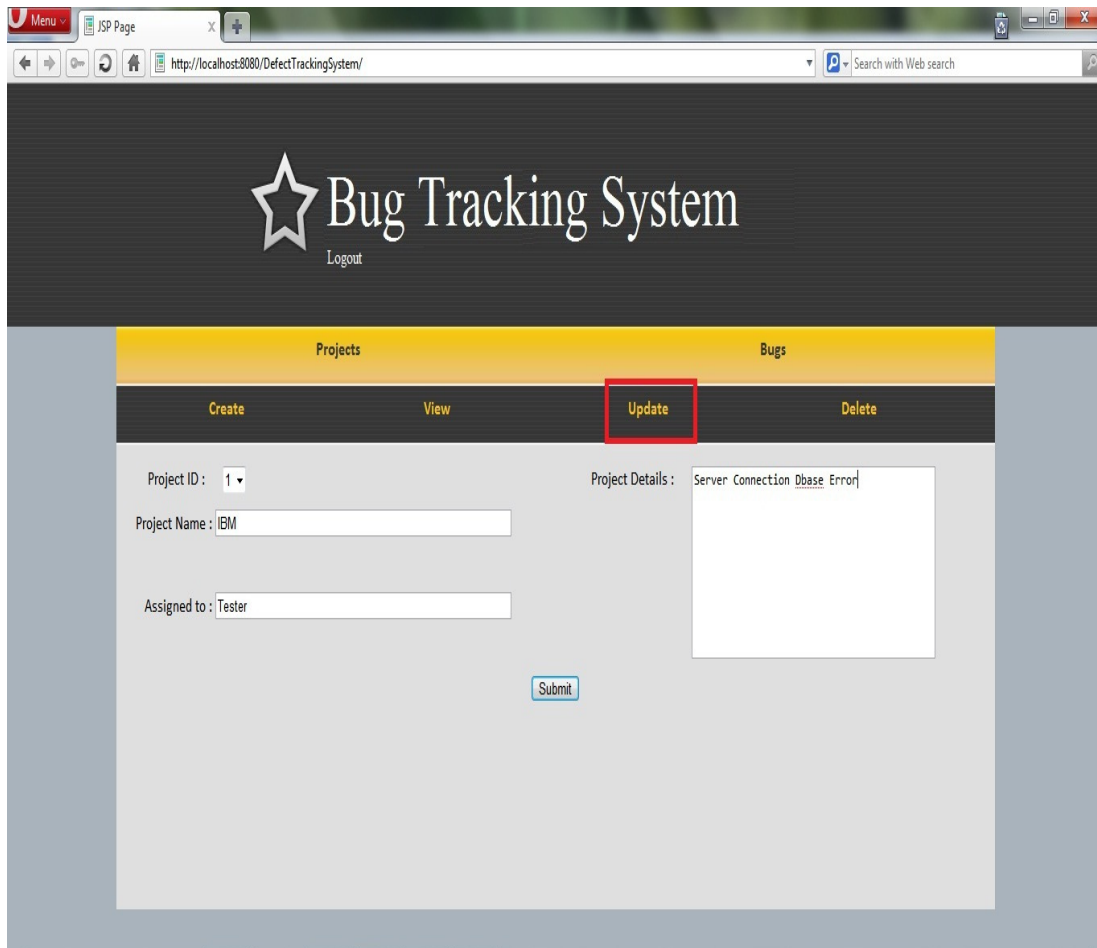 Menu
JSP Page
http://localhost:8080/DefectTrackingSystem/
Search with Web search
Bug Tracking System
Logout
Projects
Bugs
Create
View
Update
Delete
Project ID :
1
Project Details :
Server Connection Dbase Error
Project Name :
IBM
Assigned to :
Tester
Submit